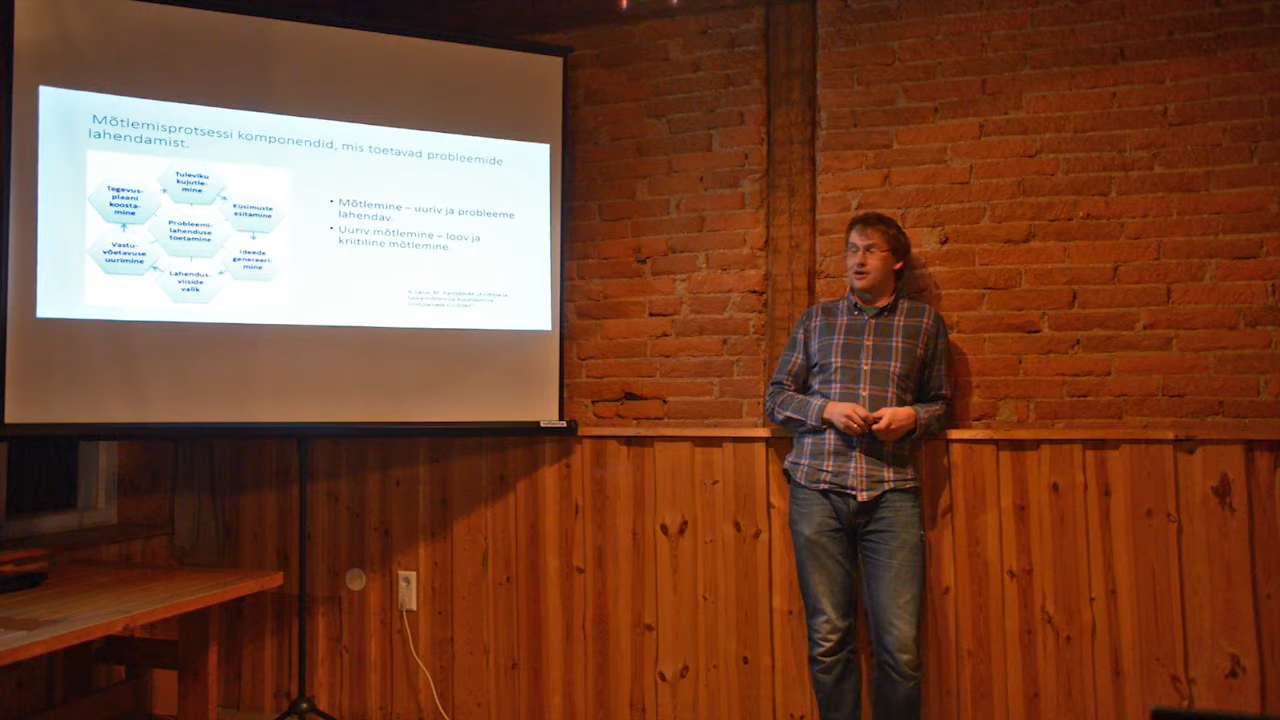 Mõtlemisprotsessi komponendid, mis toetavad probleemide
lahendamist.
Tuleviku
kujutle-
mine
Tegevus-
plaani
koosta-
mine
Küsimuste
esitamine
Probleemi-
lahenduse
toetamine
Vastu-
võetavuse
uurimine
Ideede
genereeri-
mine
Lahendus-
viiside
valik
• Mõtlemine – uuriv ja probleeme
lahendav.
• Uuriv mõtlemine – loov ja
kriitiline mõtlemine